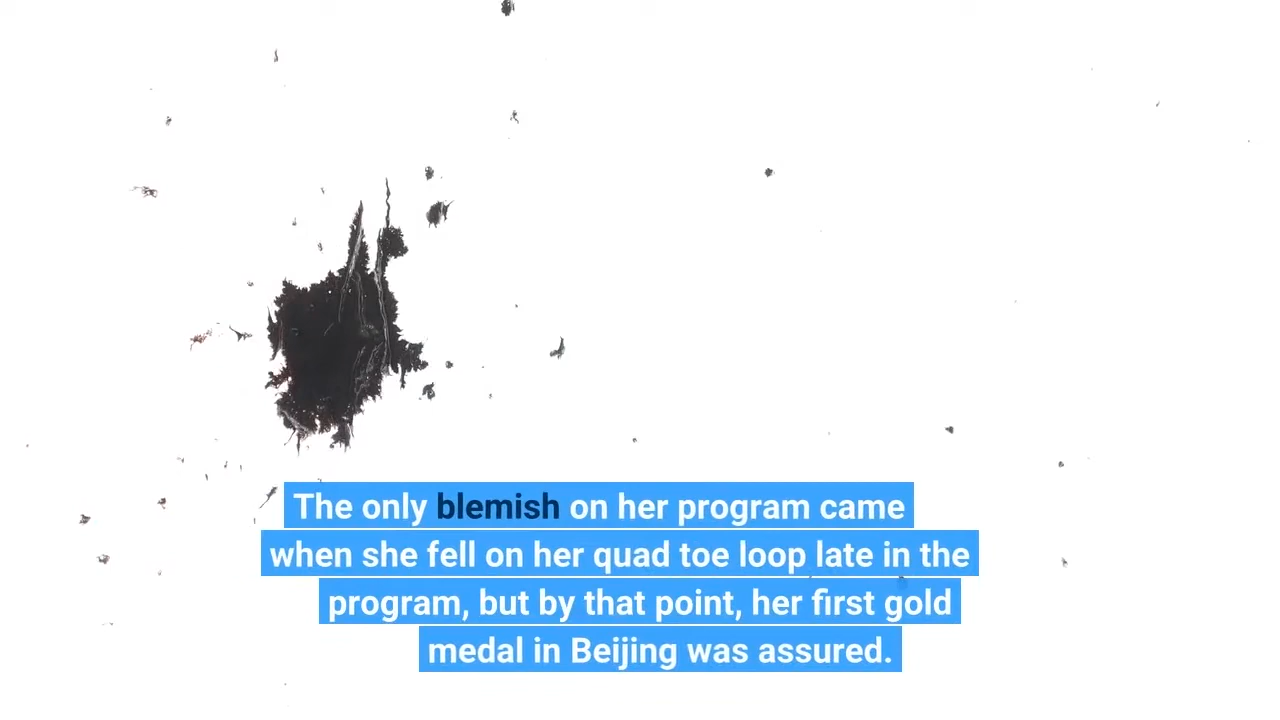 The only blemish on her program came
when she fell on her quad toe loop late in the
program, but by that point, her first gold
medal in Beijing was assured.